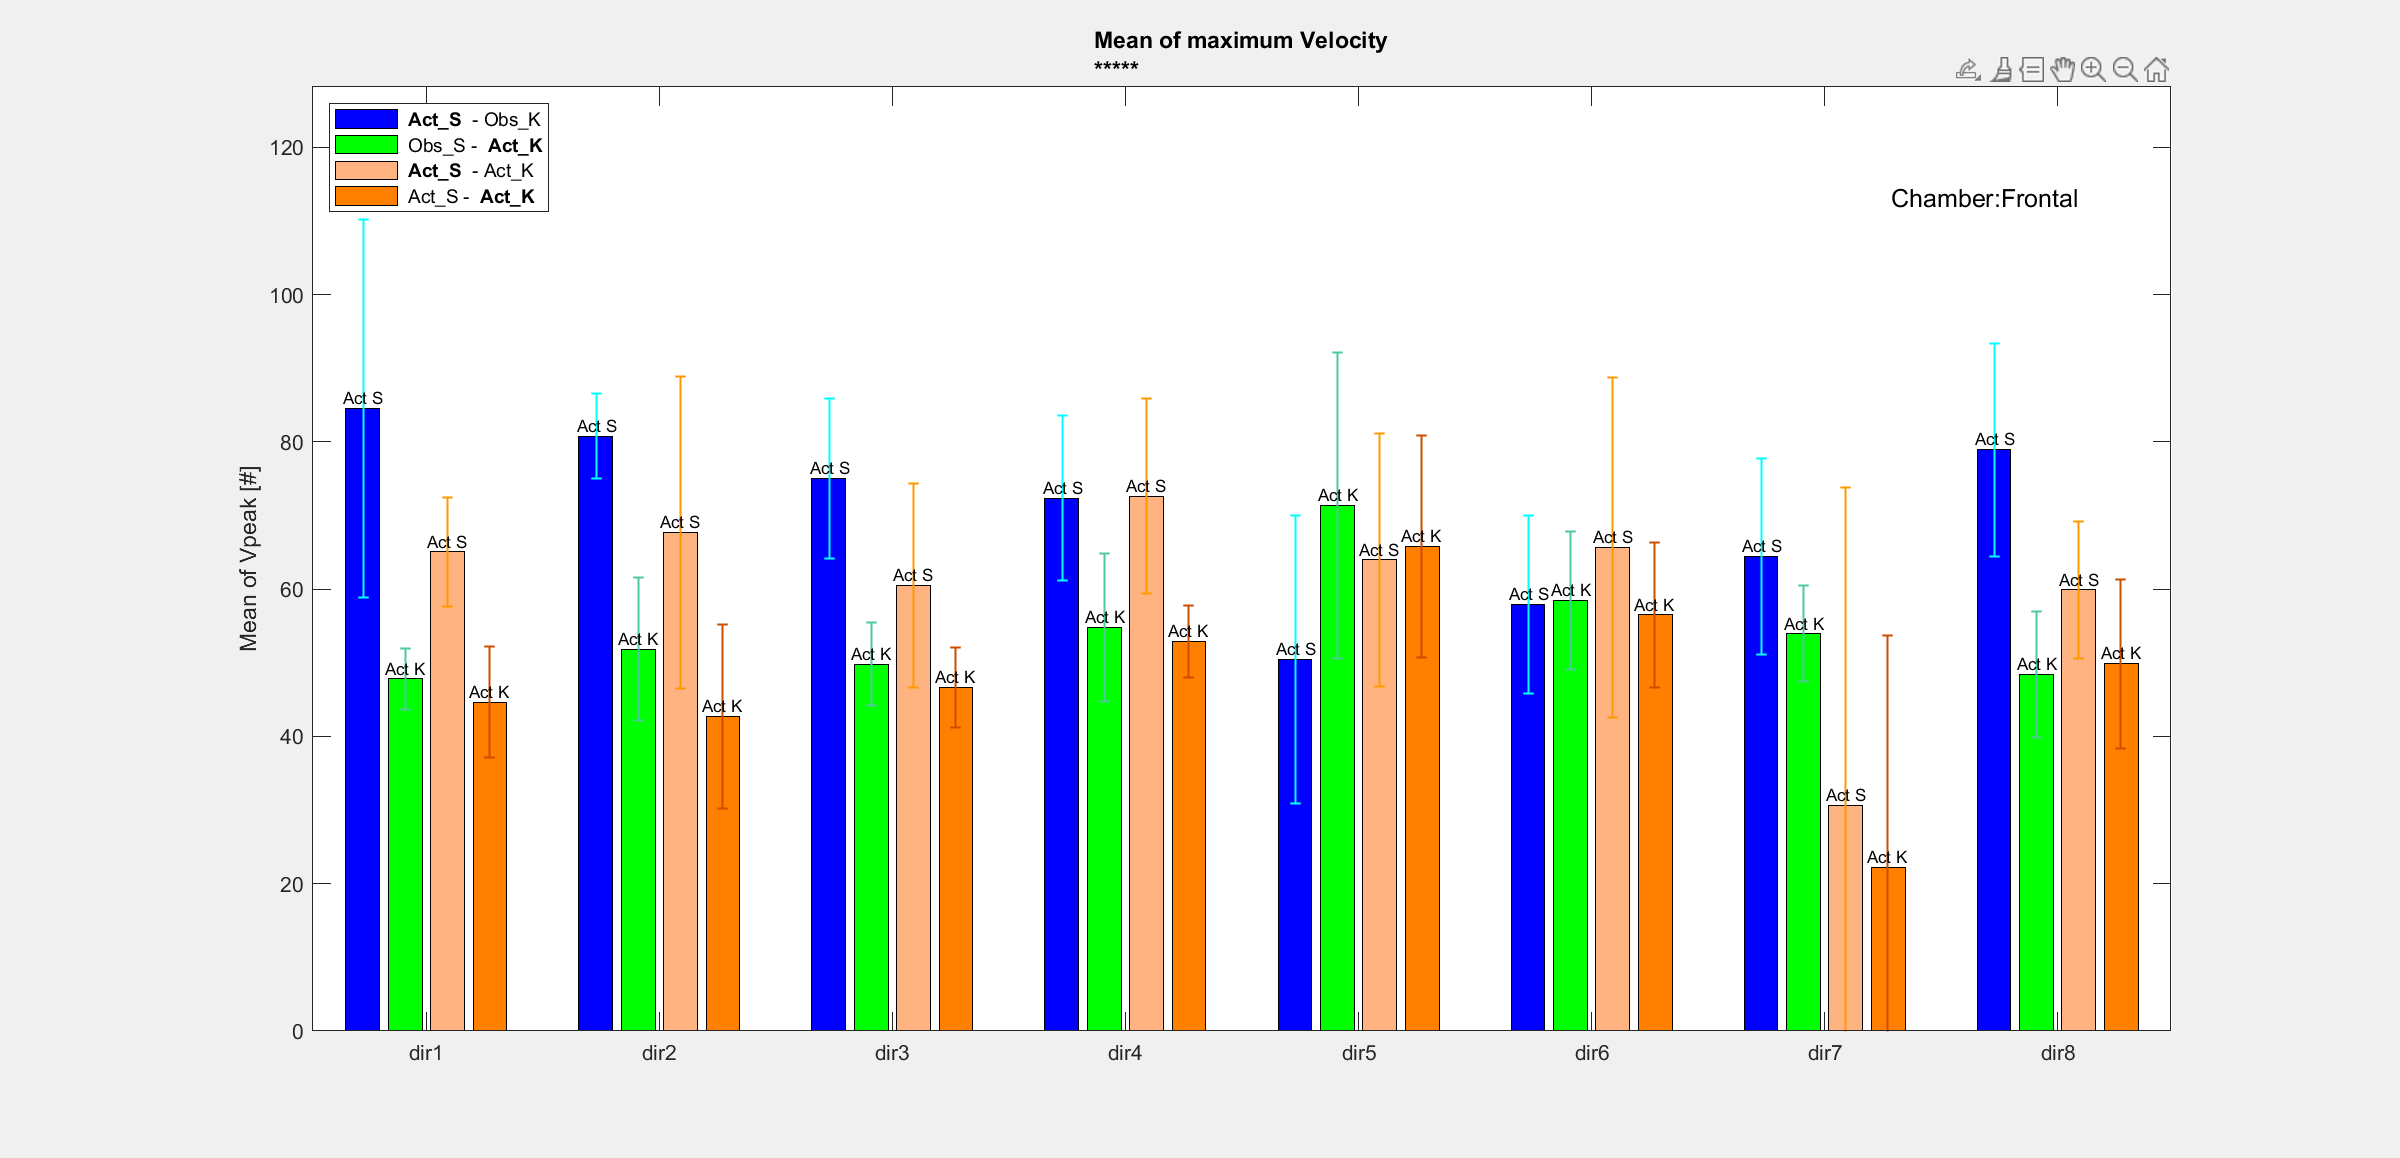 Mean of maximum Velocity
*****
Act_S - Obs_K
Obs_S - Act_K
Act_S - Act_K
Act_S - Act_K
Chamber:Frontal
Mean of Vpeak [#]
120
100
80
60
40
20
0
Act S
Act K
Act S
Act K
Act S
Act K
Act S
Act K
Act S
Act K
Act S
Act K
Act S
Act K
Act S
Act K
Act S
Act K
Act S
Act K
Act S
Act K
Act S
Act K
Act S
Act K
Act S
Act K
Act S
Act K
Act S
Act K
dir1
dir2
dir3
dir4
dir5
dir6
dir7
dir8